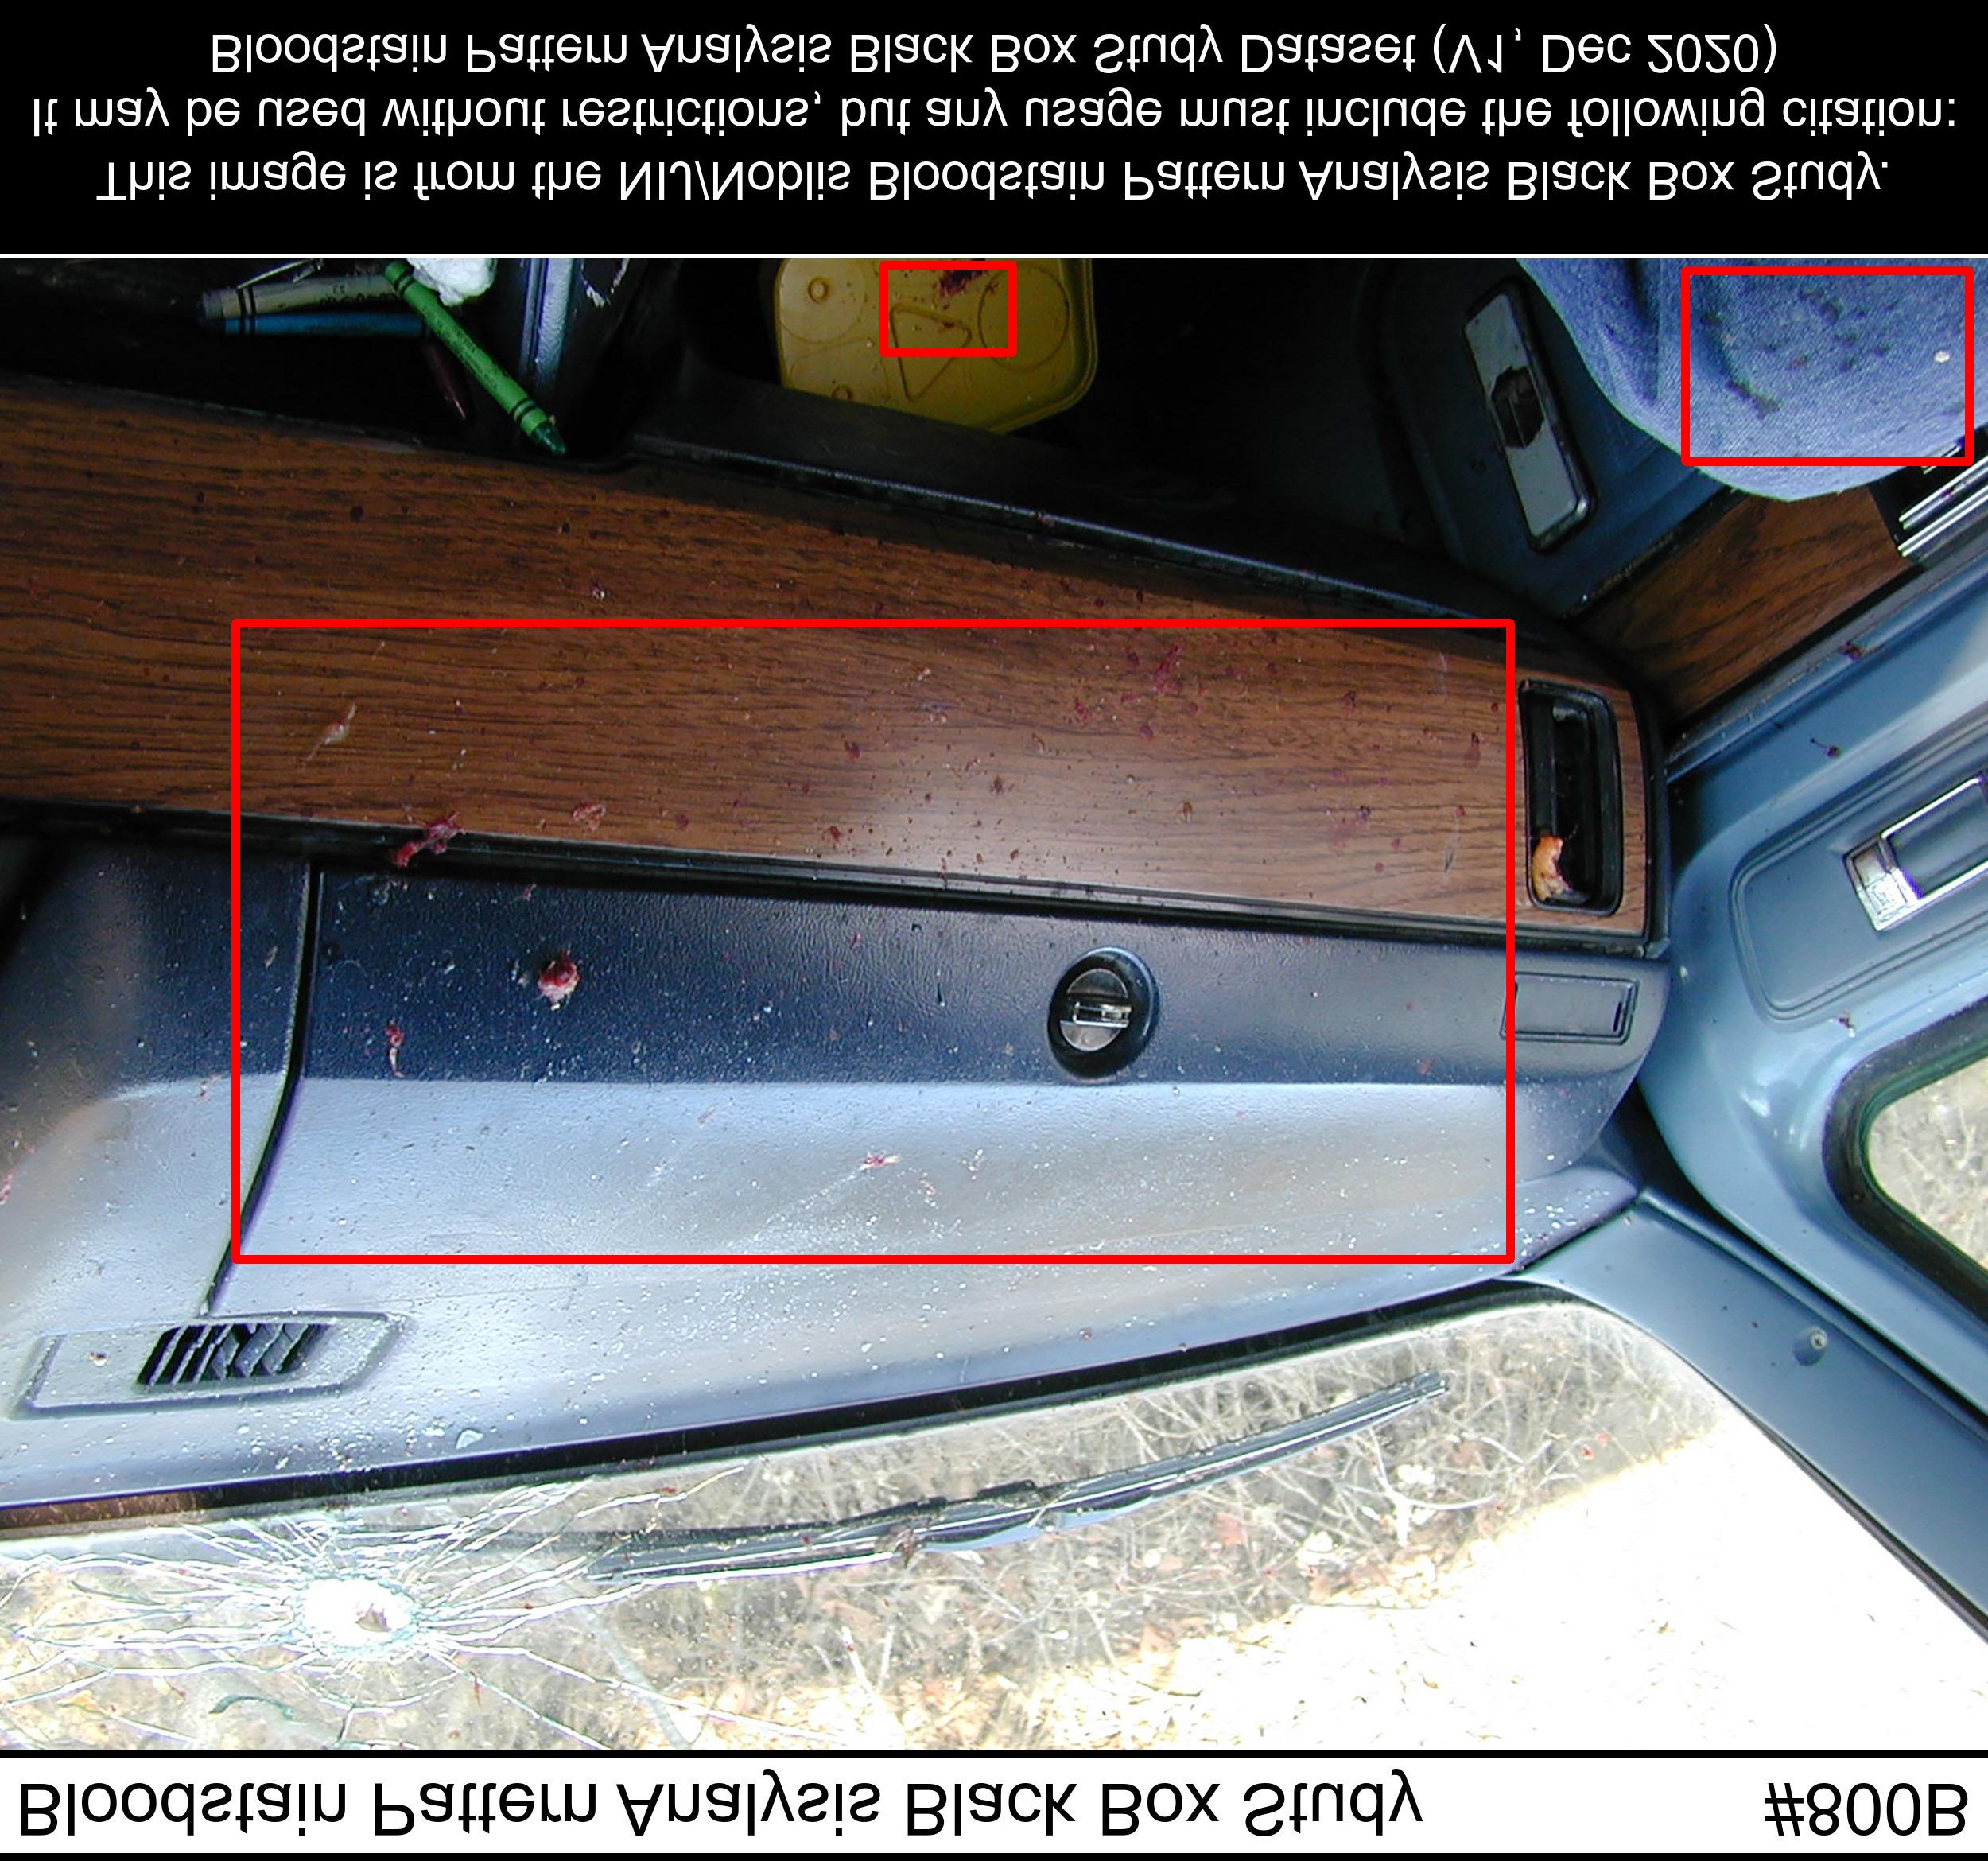 Bloodstain Pattern Analysis Black Box Study #800B
This image is from the NIJ/Noblis Bloodstain Pattern Analysis Black Box Study.
It may be used without restrictions, but any usage must include the following citation:
Bloodstain Pattern Analysis Black Box Study Dataset (V1, Dec 2020)